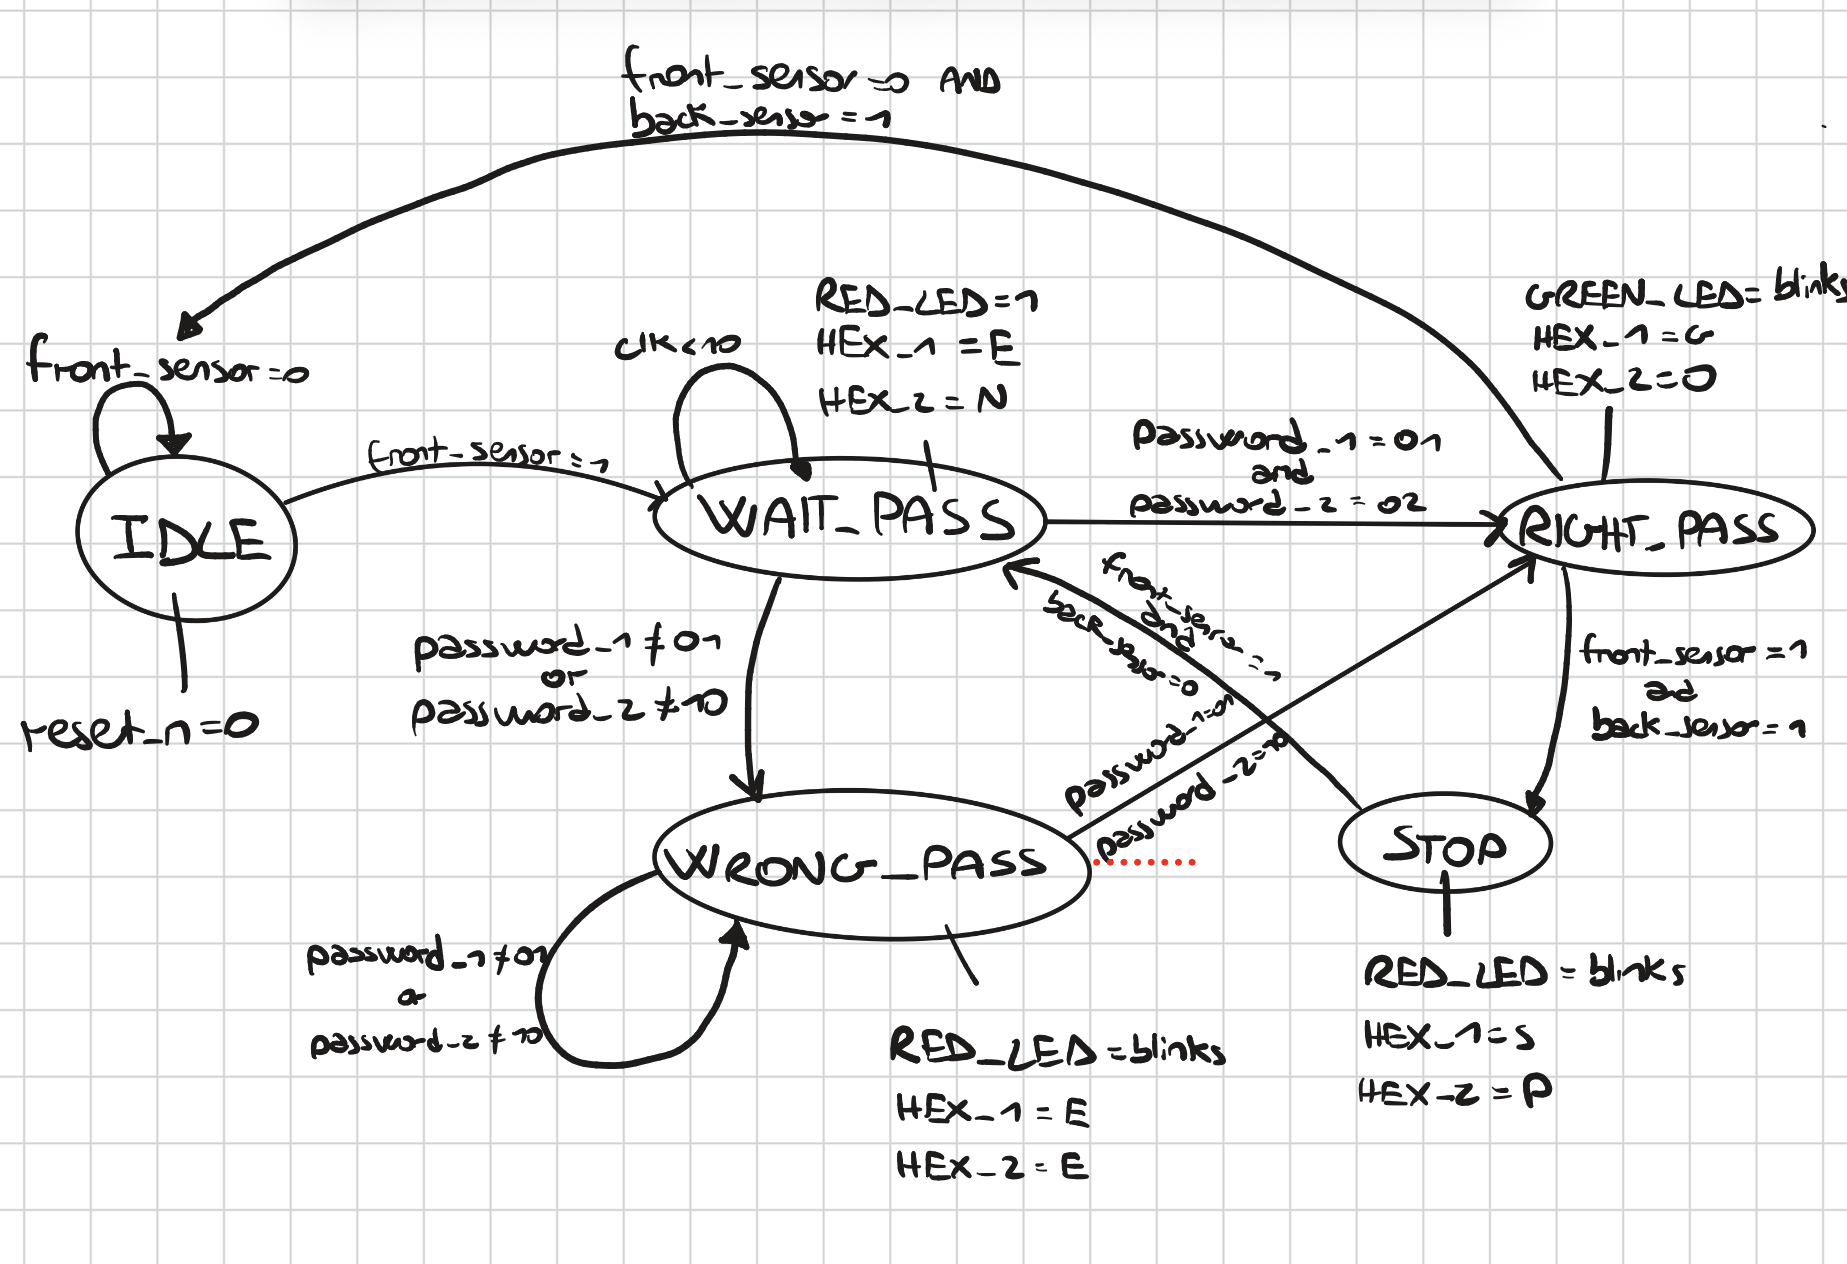 front_sensor=0 AND
back_sensor=1
front_sensor=0
clk<10
RED_LED=1
HEX_1=E
HEX_2=N
GREEN_LED=blinks
HEX_1=G
HEX_2=O
front_sensor=1
password_1=01
and
password_2=02
IDLE
WAIT_PASS
RIGHT_PASS
reset_n=0
password_1≠01
or
password_2≠10
front_sensor=1
and
back_sensor=0
front_sensor=1
ad
back_sensor=1
password_1=01
password_2=10
WRONG_PASS
STOP
password_1≠01
or
password_2≠10
RED_LED=blinks
HEX_1=E
HEX_2=E
RED_LED=blinks
HEX_1=S
HEX_2=P